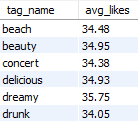 tag_name avg_likes
beach 34.48
beauty 34.95
concert 34.38
delicious 34.93
dreamy 35.75
drunk 34.05